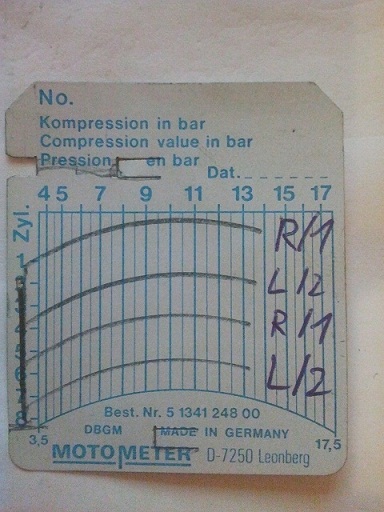 No.
Kompression in bar
Compression value in bar
Pression en bar
Dat.
4 5 7 9 11 13 15 17
Zyl.
1
R/1
L/2
R/1
L/2
Best. Nr. 5 1341 248 00
DBGM MADE IN GERMANY
3,5 17,5
MOTOMETER D-7250 Leonberg